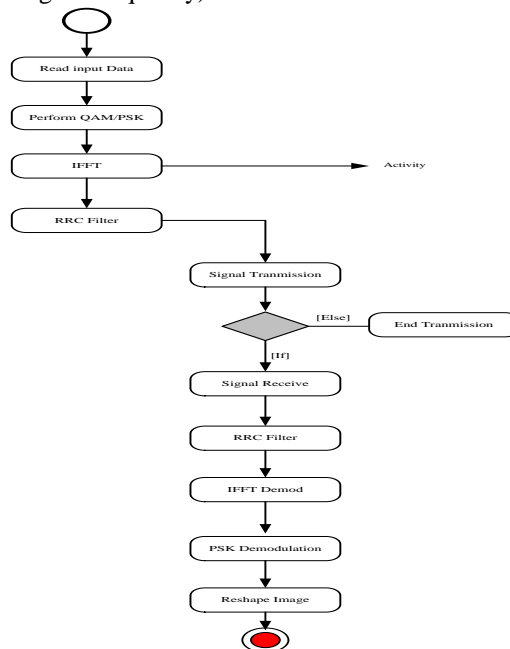 Read input Data
Perform QAM/PSK
IFFT
Activity
RRC Filter
Signal Tranmission
[Else]
End Tranmission
[If]
Signal Receive
RRC Filter
IFFT Demod
PSK Demodulation
Reshape Image